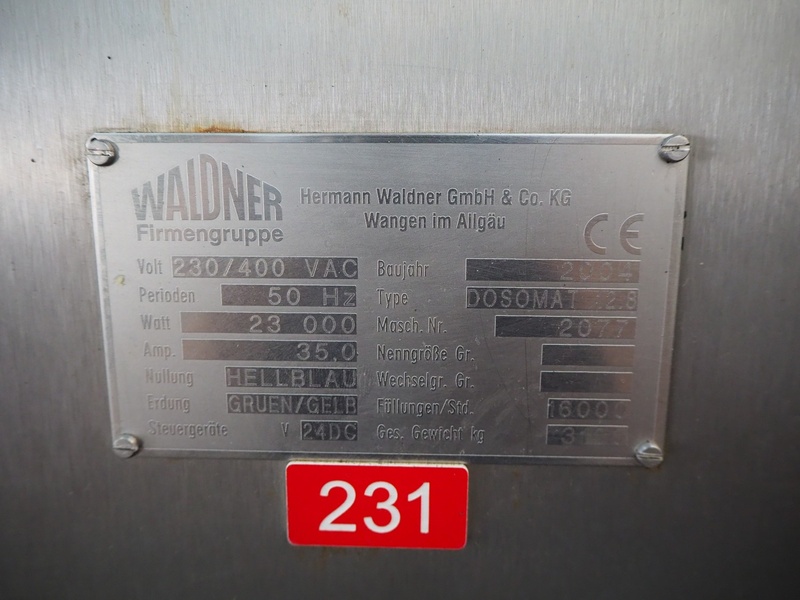 WALDNER
Firmengruppe
Hermann Waldner GmbH & Co. KG
Wangen im Allgäu
CE
Volt 230/400 VAC
Perioden 50 Hz
Watt 23 000
Amp. 35.0
Nullung HELLBLAU
Erdung GRUEN/GELB
Steuergeräte V 24DC
Baujahr 2004
Type DOSOMAT
Masch. Nr. 2077
Nenngröße Gr.
Wechselgr. Gr.
Füllungen/Std. 16000
Ges. Gewicht kg
231